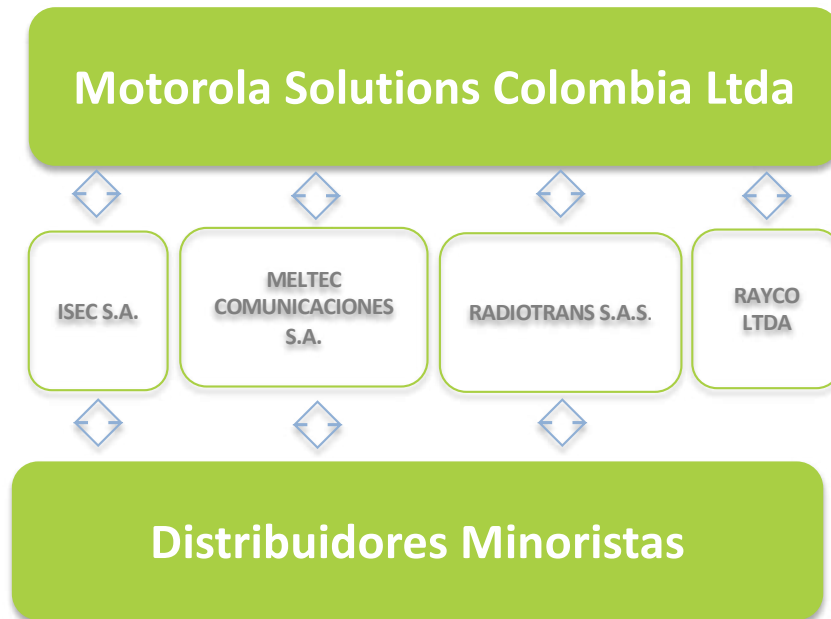 Motorola Solutions Colombia Ltda
ISEC S.A.
MELTEC
COMUNICACIONES
S.A.
RADIOTRANS S.A.S.
RAYCO
LTDA
Distribuidores Minoristas